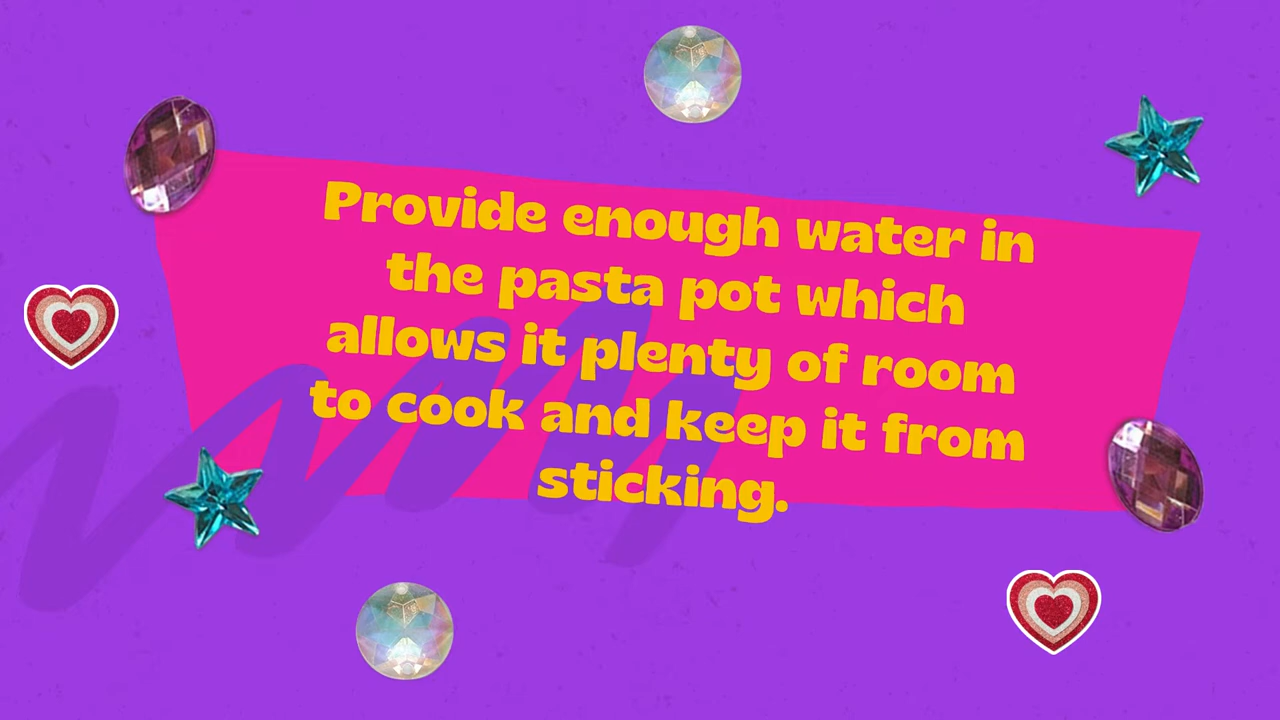 Provide enough water in
the pasta pot which
allows it plenty of room
to cook and keep it from
sticking.